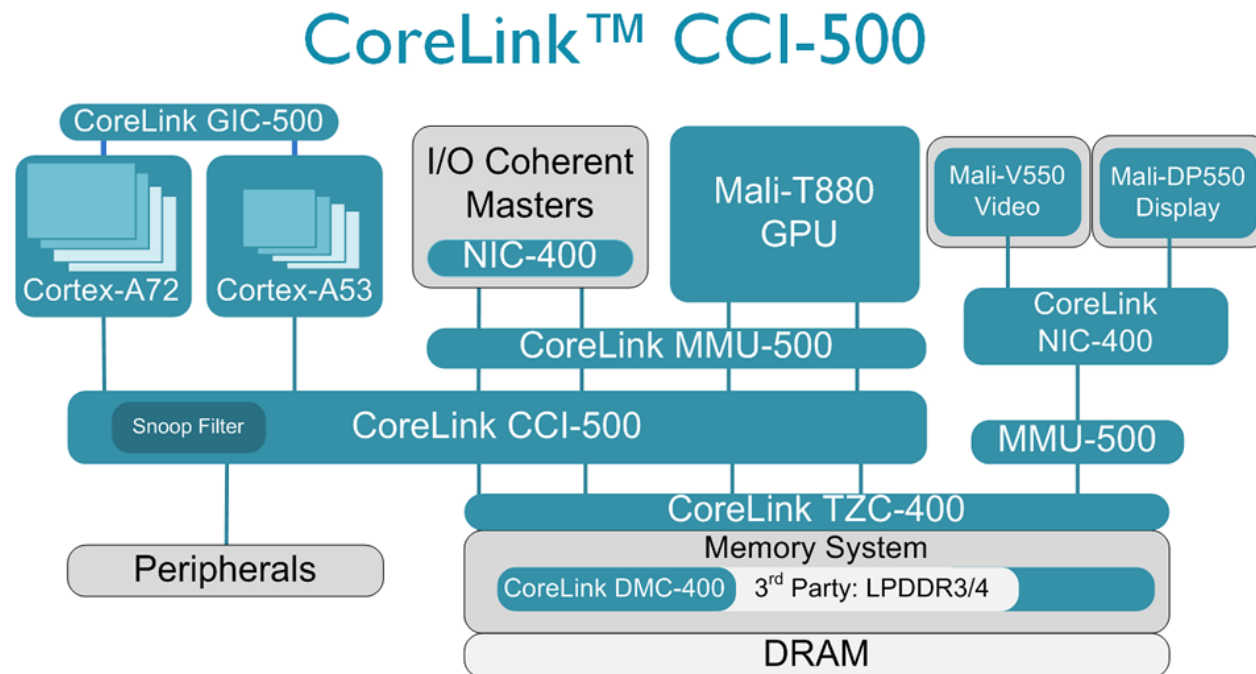 CoreLink™ CCI-500
CoreLink GIC-500
Cortex-A72
Cortex-A53
I/O Coherent
Masters
NIC-400
Mali-T880
GPU
Mali-V550
Video
Mali-DP550
Display
CoreLink
NIC-400
CoreLink MMU-500
Snoop Filter
CoreLink CCI-500
MMU-500
CoreLink TZC-400
Peripherals
Memory System
CoreLink DMC-400
3rd Party: LPDDR3/4
DRAM